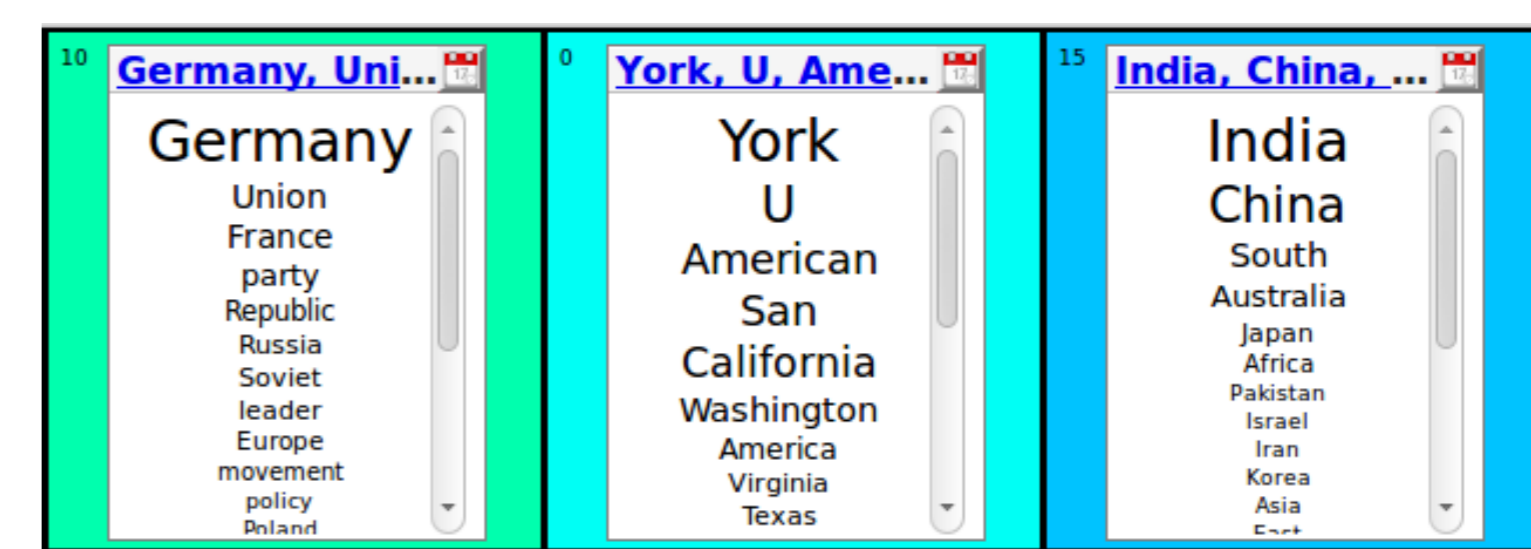 10
Germany, Uni...
Germany
Union
France
party
Republic
Russia
Soviet
leader
Europe
movement
policy
Poland
0
York, U, Ame...
York
U
American
San
California
Washington
America
Virginia
Texas
15
India, China, ...
India
China
South
Australia
Japan
Africa
Pakistan
Israel
Iran
Korea
Asia
East